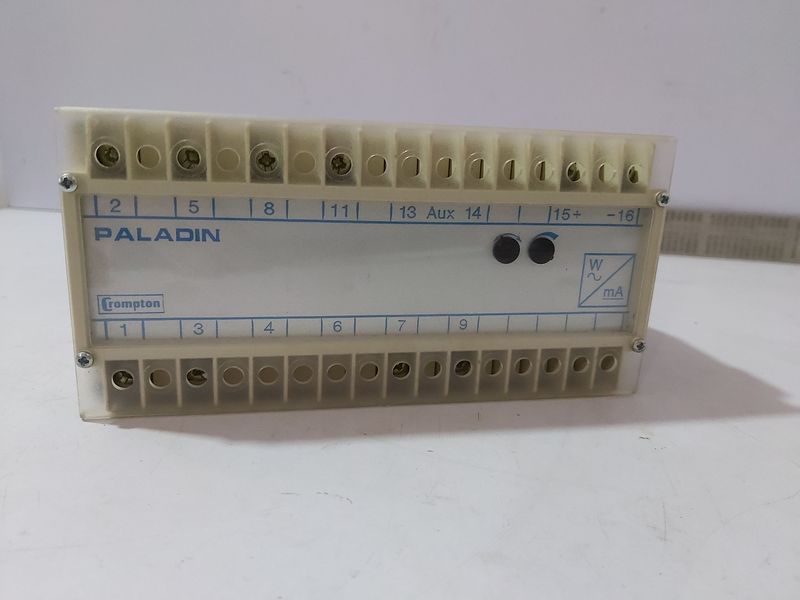 2 5 8 11 13 Aux 14 15+ -16
PALADIN
W
~
mA
Crompton
1 3 4 6 7 9